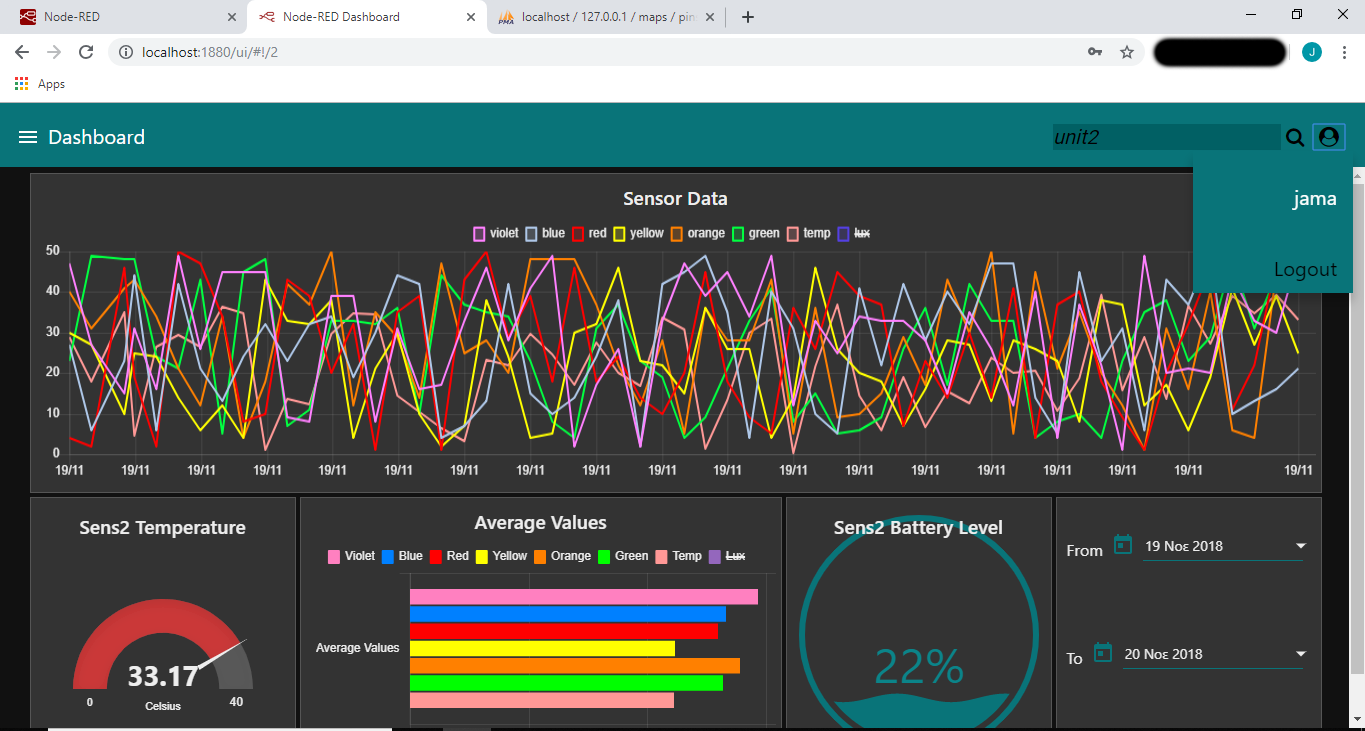 Node-RED
Node-RED Dashboard
localhost / 127.0.0.1 / maps / pin
localhost:1880/ui/#!/2
J
Apps
Dashboard
unit2
jama
Logout
Sensor Data
violet blue red yellow orange green temp lux
50
40
30
20
10
0
19/11 19/11 19/11 19/11 19/11 19/11 19/11 19/11 19/11 19/11 19/11 19/11 19/11 19/11 19/11 19/11 19/11 19/11 19/11
Sens2 Temperature
33.17
0
Celsius
40
Average Values
Violet Blue Red Yellow Orange Green Temp Lux
Average Values
Sens2 Battery Level
22%
From 19 Νοε 2018
To 20 Νοε 2018